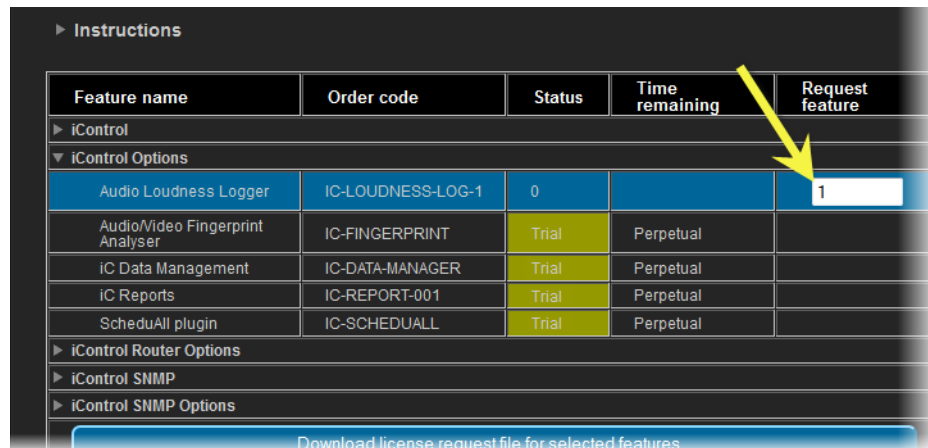 Instructions
Feature name Order code Status Time remaining Request feature
iControl
iControl Options
Audio Loudness Logger IC-LOUDNESS-LOG-1 0 1
Audio/Video Fingerprint Analyser IC-FINGERPRINT Trial Perpetual
iC Data Management IC-DATA-MANAGER Trial Perpetual
iC Reports IC-REPORT-001 Trial Perpetual
ScheduAll plugin IC-SCHEDUALL Trial Perpetual
iControl Router Options
iControl SNMP
iControl SNMP Options
Download license request file for selected features